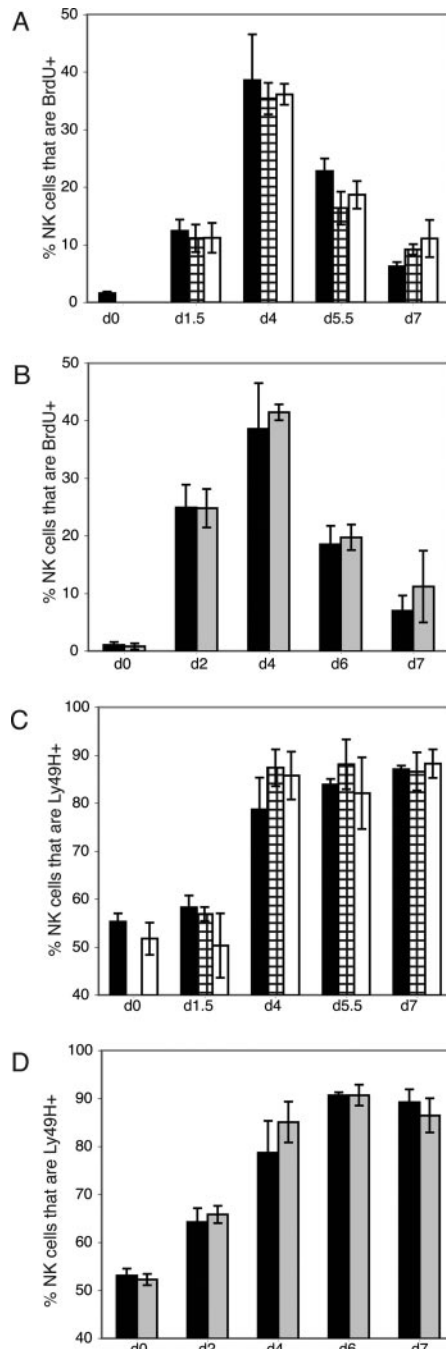 A
% NK cells that are BrdU+
50
40
30
20
10
0
d0 d1.5 d4 d5.5 d7
B
% NK cells that are BrdU+
50
40
30
20
10
0
d0 d2 d4 d6 d7
C
% NK cells that are Ly49H+
100
90
80
70
60
50
40
d0 d1.5 d4 d5.5 d7
D
% NK cells that are Ly49H+
100
90
80
70
60
50
40
d0 d2 d4 d6 d7